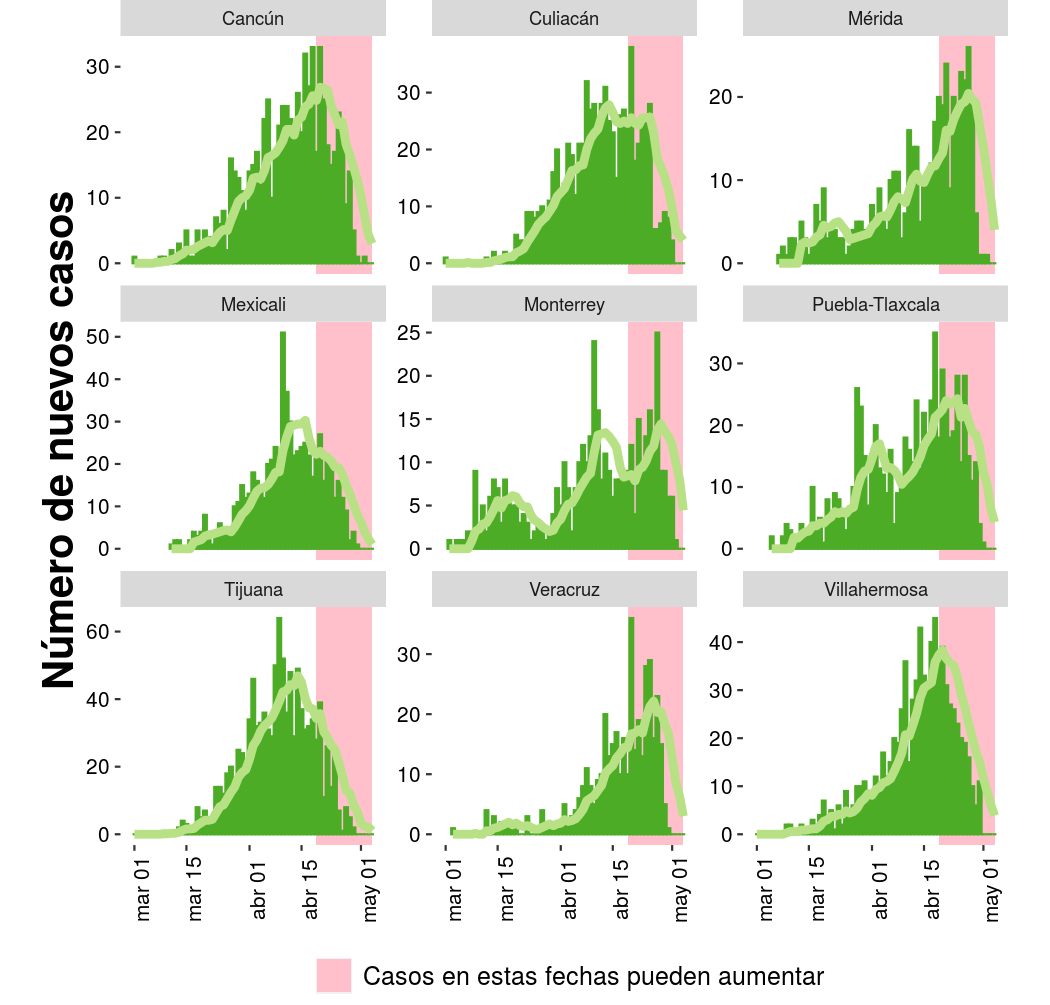 Número de nuevos casos
Cancún
Culiacán
Mérida
30
20
10
0
30
20
10
0
20
10
0
Mexicali
Monterrey
Puebla-Tlaxcala
50
40
30
20
10
0
25
20
15
10
5
0
30
20
10
0
Tijuana
Veracruz
Villahermosa
60
40
20
0
30
20
10
0
40
30
20
10
0
mar 01
mar 15
abr 01
abr 15
may 01
mar 01
mar 15
abr 01
abr 15
may 01
mar 01
mar 15
abr 01
abr 15
may 01
Casos en estas fechas pueden aumentar